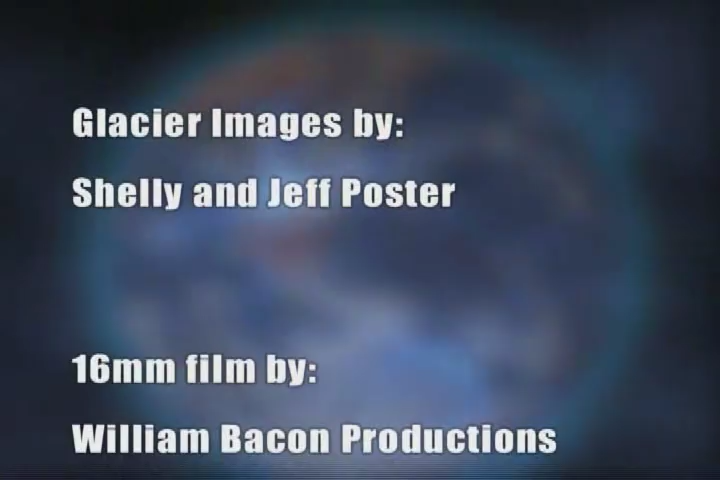 Glacier Images by:
Shelly and Jeff Poster
16mm film by:
William Bacon Productions